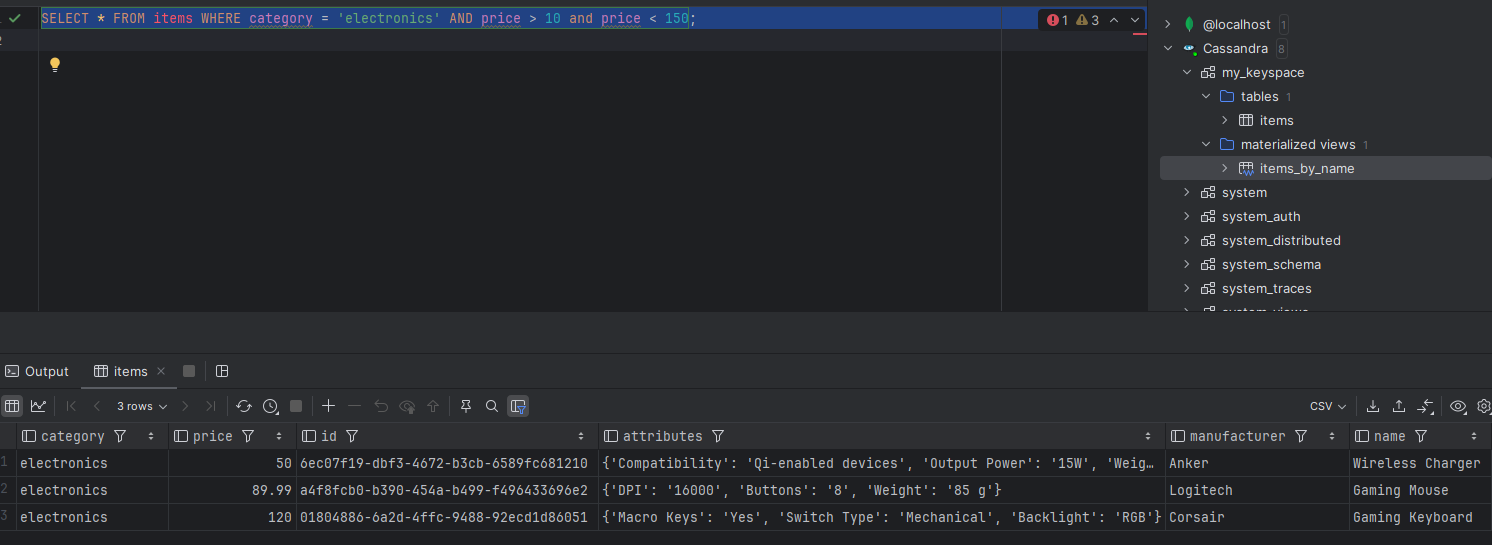 SELECT * FROM items WHERE category = 'electronics' AND price > 10 and price < 150;
1 3
2
@localhost 1
Cassandra 8
my_keyspace
tables 1
items
materialized views 1
items_by_name
system
system_auth
system_distributed
system_schema
system_traces
Output items
3 rows CSV
category price id attributes manufacturer name
1 electronics 50 6ec07f19-dbf3-4672-b3cb-6589fc681210 {'Compatibility': 'Qi-enabled devices', 'Output Power': '15W', 'Weig… Anker Wireless Charger
2 electronics 89.99 a4f8fcb0-b390-454a-b499-f496433696e2 {'DPI': '16000', 'Buttons': '8', 'Weight': '85 g'} Logitech Gaming Mouse
3 electronics 120 01804886-6a2d-4ffc-9488-92ecd1d86051 {'Macro Keys': 'Yes', 'Switch Type': 'Mechanical', 'Backlight': 'RGB'} Corsair Gaming Keyboard